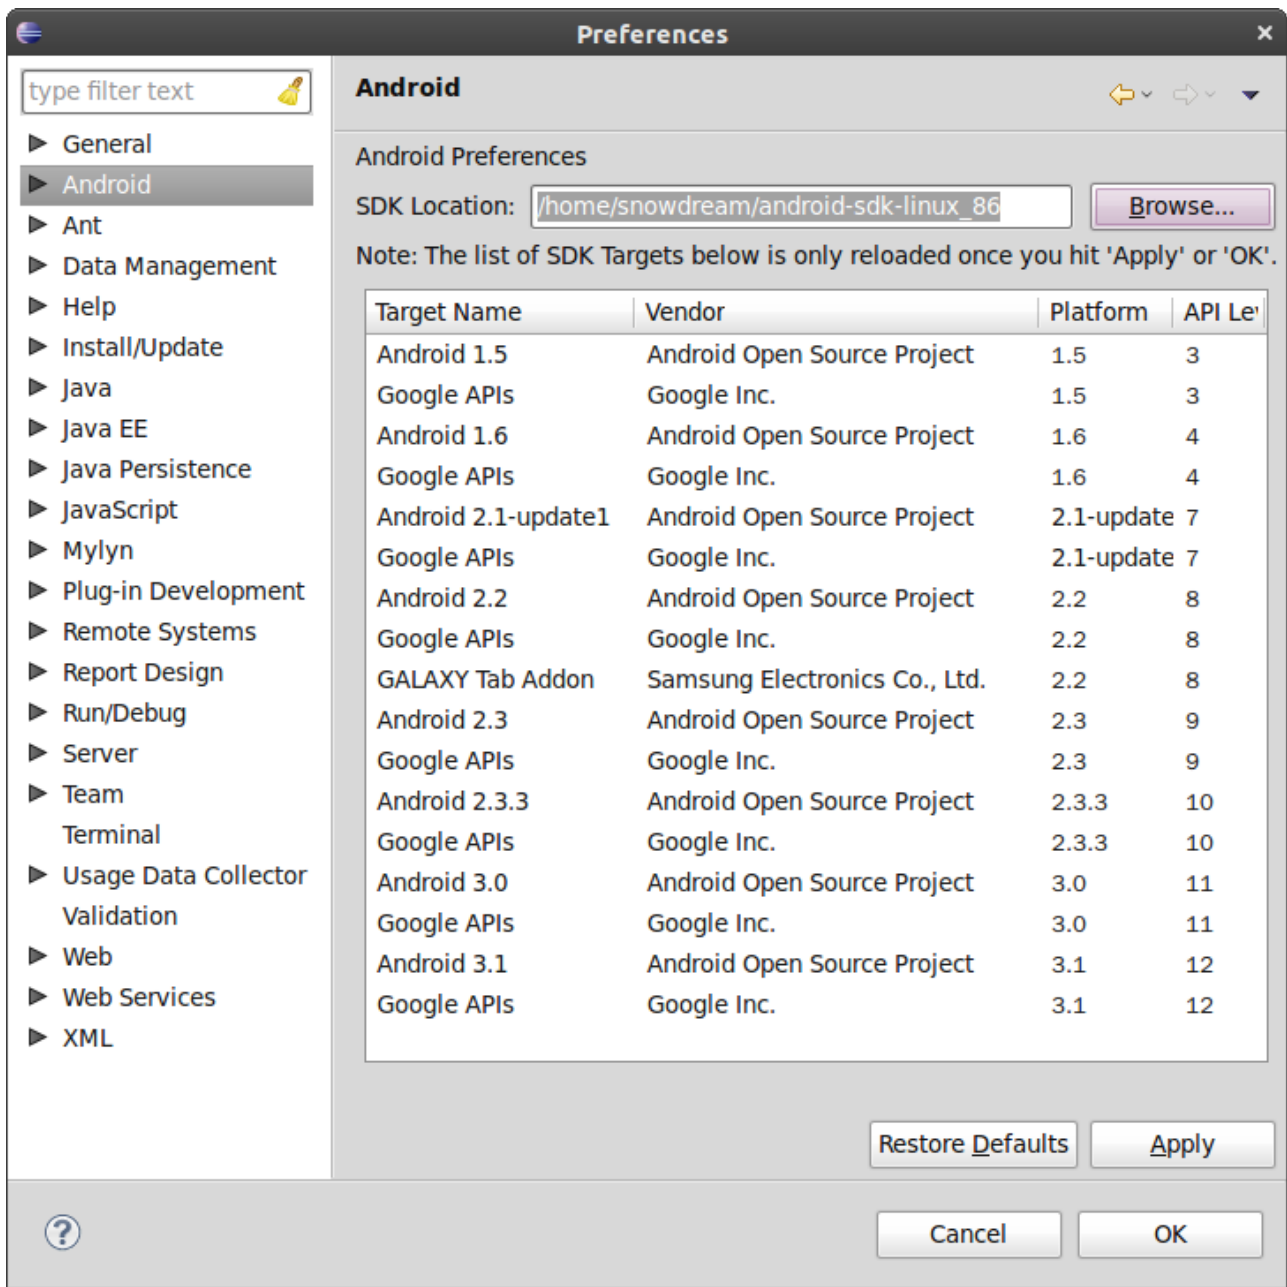 Preferences
type filter text
General
Android
Ant
Data Management
Help
Install/Update
Java
Java EE
Java Persistence
JavaScript
Mylyn
Plug-in Development
Remote Systems
Report Design
Run/Debug
Server
Team
Terminal
Usage Data Collector
Validation
Web
Web Services
XML
Android
Android Preferences
SDK Location: /home/snowdream/android-sdk-linux_86 Browse...
Note: The list of SDK Targets below is only reloaded once you hit 'Apply' or 'OK'.
Target Name Vendor Platform API Lev
Android 1.5 Android Open Source Project 1.5 3
Google APIs Google Inc. 1.5 3
Android 1.6 Android Open Source Project 1.6 4
Google APIs Google Inc. 1.6 4
Android 2.1-update1 Android Open Source Project 2.1-update 7
Google APIs Google Inc. 2.1-update 7
Android 2.2 Android Open Source Project 2.2 8
Google APIs Google Inc. 2.2 8
GALAXY Tab Addon Samsung Electronics Co., Ltd. 2.2 8
Android 2.3 Android Open Source Project 2.3 9
Google APIs Google Inc. 2.3 9
Android 2.3.3 Android Open Source Project 2.3.3 10
Google APIs Google Inc. 2.3.3 10
Android 3.0 Android Open Source Project 3.0 11
Google APIs Google Inc. 3.0 11
Android 3.1 Android Open Source Project 3.1 12
Google APIs Google Inc. 3.1 12
Restore Defaults Apply
? Cancel OK